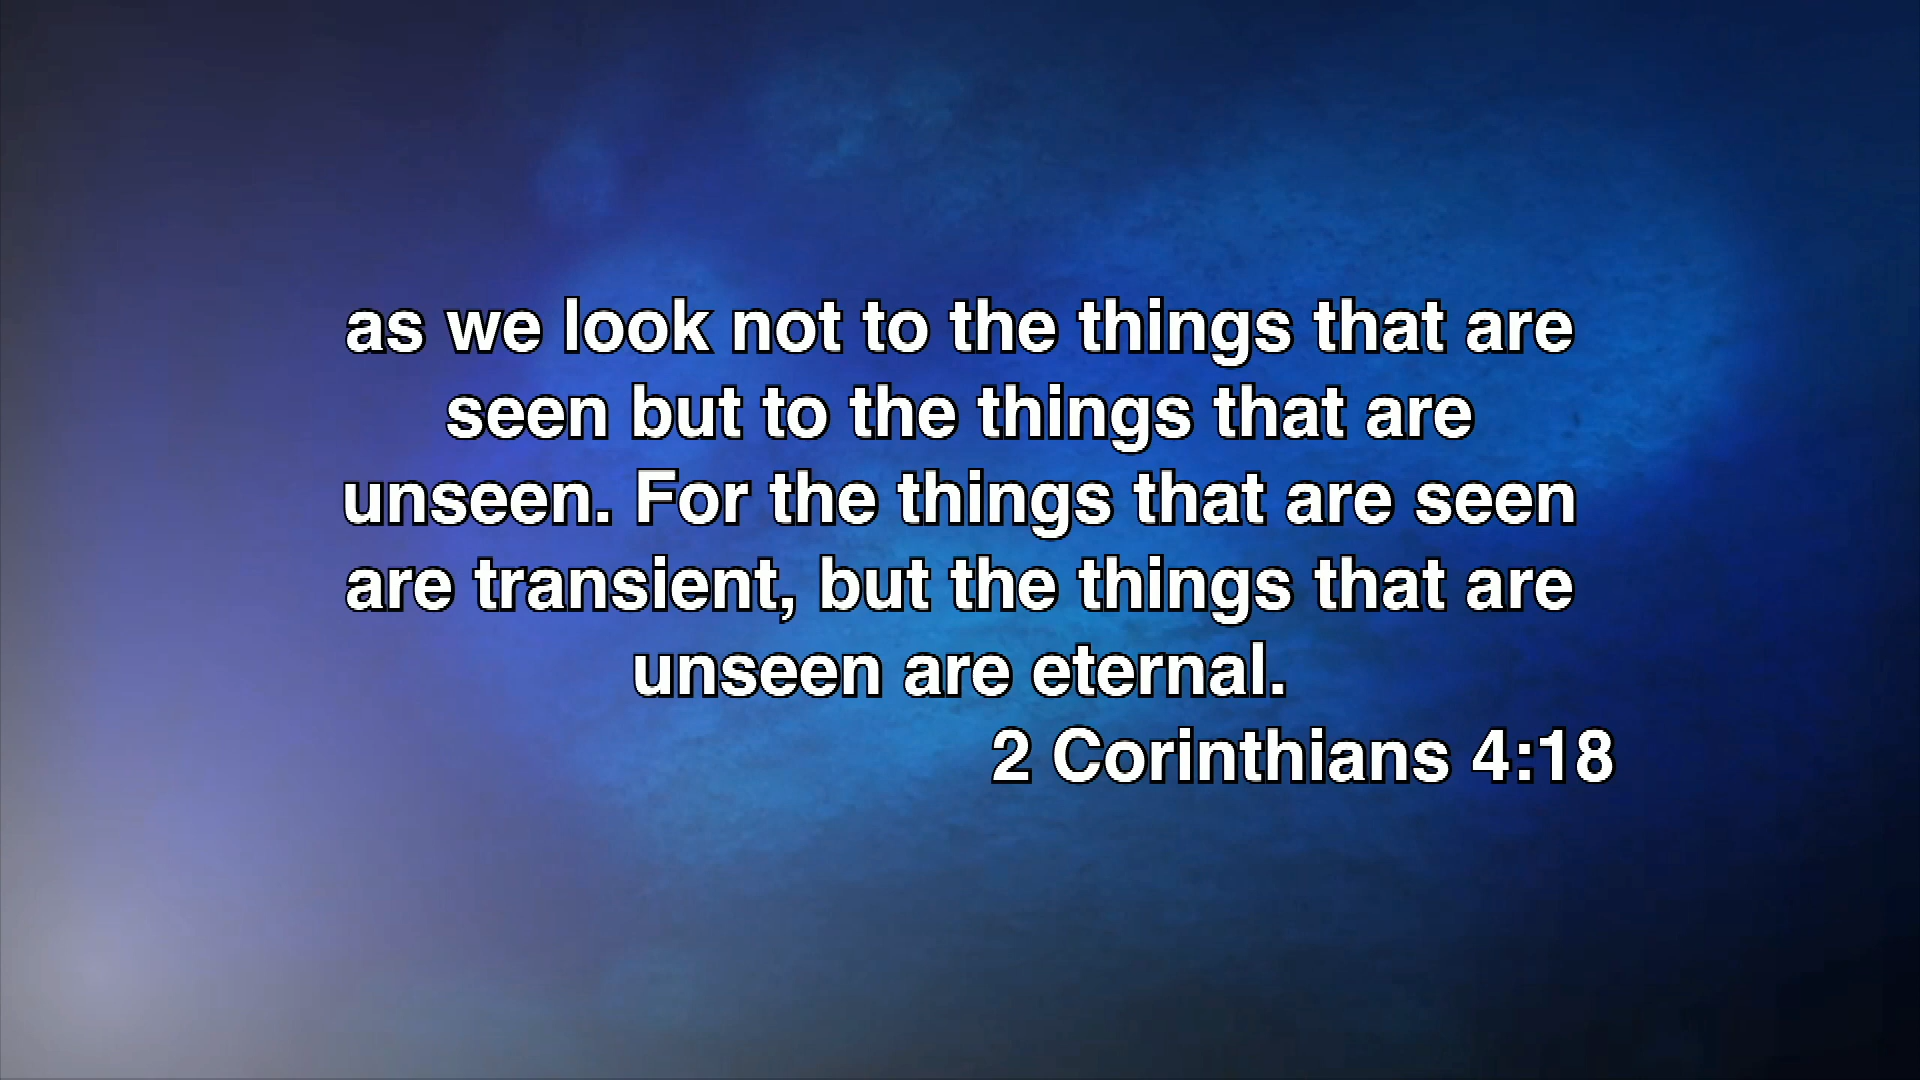 as we look not to the things that are
seen but to the things that are
unseen. For the things that are seen
are transient, but the things that are
unseen are eternal.
2 Corinthians 4:18